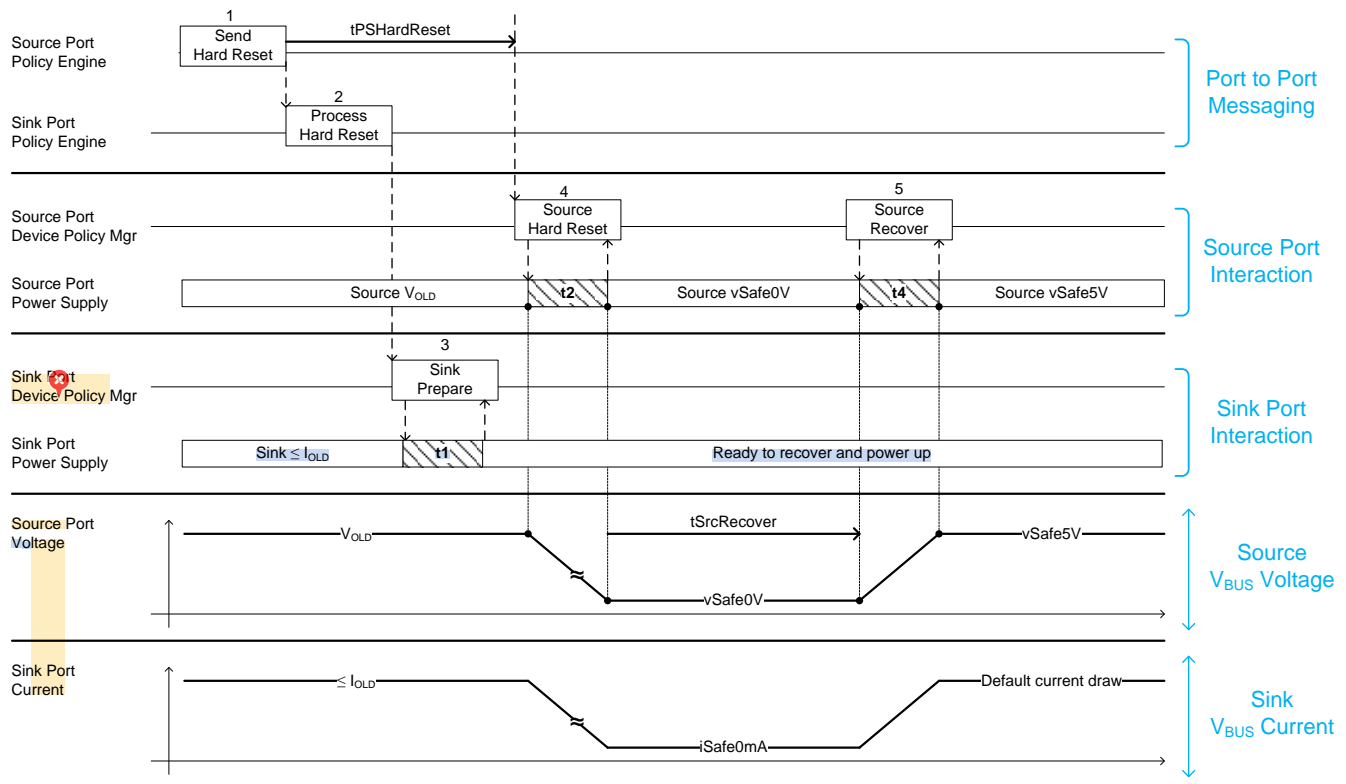 1
Send
Hard Reset
tPSHardReset
Source Port
Policy Engine
2
Process
Hard Reset
Sink Port
Policy Engine
Port to Port
Messaging
4
Source
Hard Reset
5
Source
Recover
Source Port
Device Policy Mgr
Source Port
Power Supply
Source VOLD
t2
Source vSafe0V
t4
Source vSafe5V
Source Port
Interaction
3
Sink
Prepare
Sink Port
Device Policy Mgr
Sink Port
Power Supply
Sink ≤ IOLD
t1
Ready to recover and power up
Sink Port
Interaction
Source Port
Voltage
VOLD
tSrcRecover
vSafe5V
≈
vSafe0V
Source
VBUS Voltage
Sink Port
Current
≤ IOLD
Default current draw
≈
iSafe0mA
Sink
VBUS Current